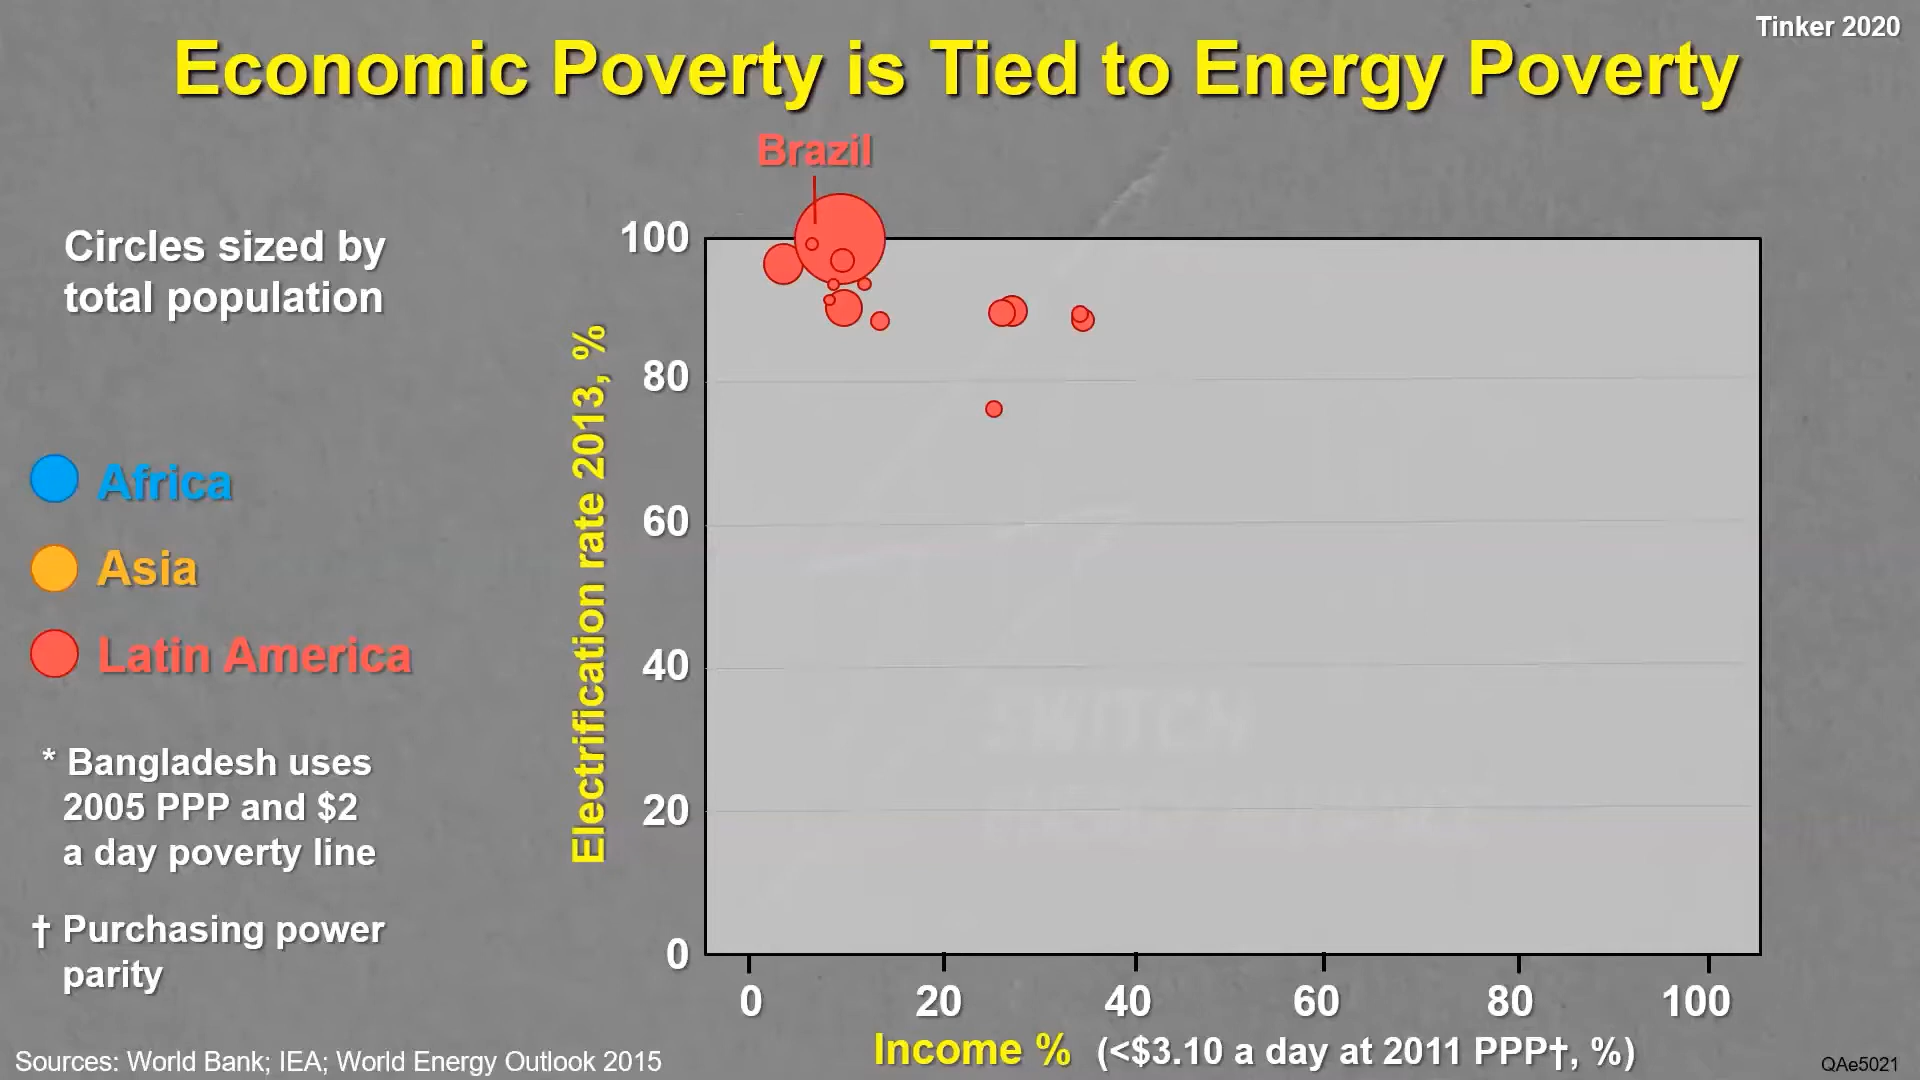 Tinker 2020
Economic Poverty is Tied to Energy Poverty
Brazil
Circles sized by
total population
Africa
Asia
Latin America
* Bangladesh uses
2005 PPP and $2
a day poverty line
† Purchasing power
parity
Electrification rate 2013, %
100
80
60
40
20
0
SWITCH
0 20 40 60 80 100
Income % (<$3.10 a day at 2011 PPP†, %)
Sources: World Bank; IEA; World Energy Outlook 2015
QAe5021